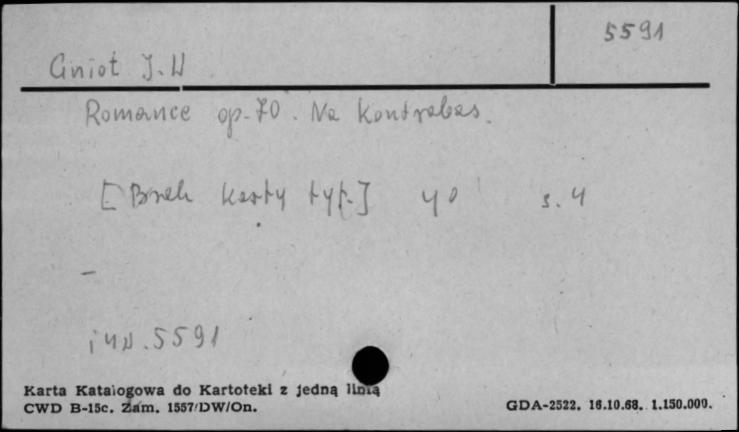 5591
Gniot J. W
Romance op. 70. Na Kontrabas.
[Brak karty tyt.] 4° s. 4
—
inw. 5591
Karta Katalogowa do Kartoteki z jedną linią
CWD B-15c. Zam. 1557/DW/On. GDA-2522. 16.10.68. 1.150.000.